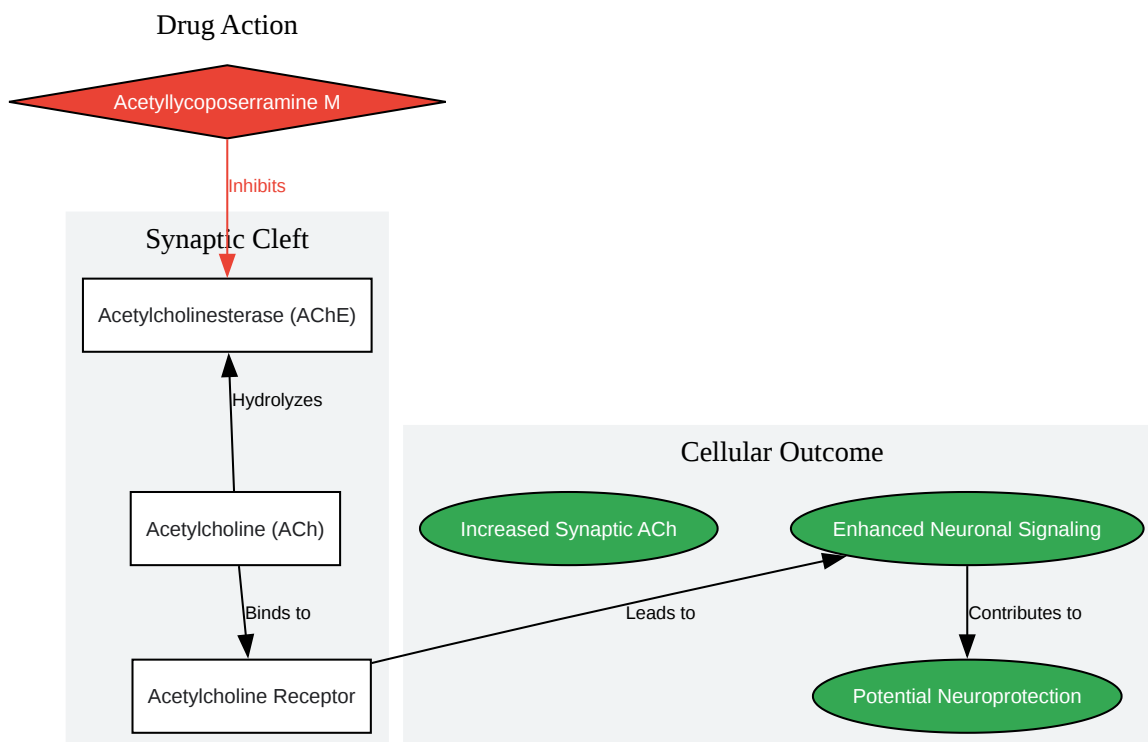 Drug Action
Acetyllycoposerramine M
Inhibits
Synaptic Cleft
Acetylcholinesterase (AChE)
Hydrolyzes
Cellular Outcome
Acetylcholine (ACh)
Increased Synaptic ACh
Enhanced Neuronal Signaling
Binds to
Leads to
Contributes to
Acetylcholine Receptor
Potential Neuroprotection